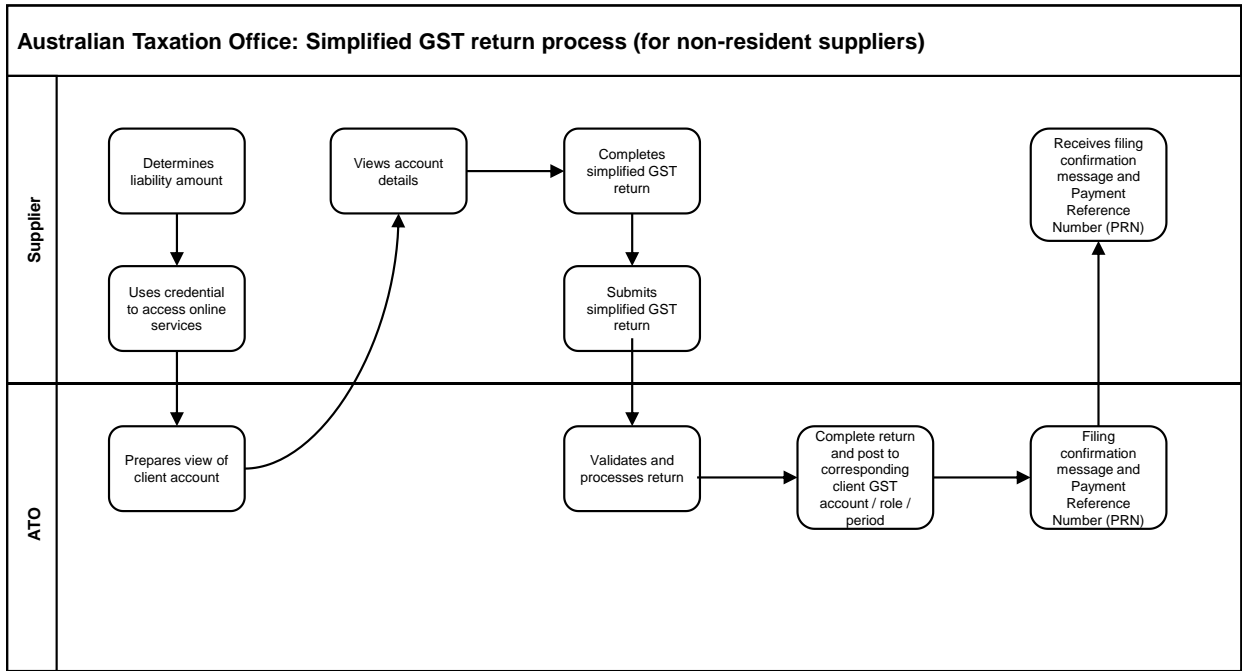 Australian Taxation Office: Simplified GST return process (for non-resident suppliers)
Supplier
Determines
liability amount
Uses credential
to access online
services
Views account
details
Completes
simplified GST
return
Submits
simplified GST
return
Receives filing
confirmation
message and
Payment
Reference
Number (PRN)
ATO
Prepares view of
client account
Validates and
processes return
Complete return
and post to
corresponding
client GST
account / role /
period
Filing
confirmation
message and
Payment
Reference
Number (PRN)